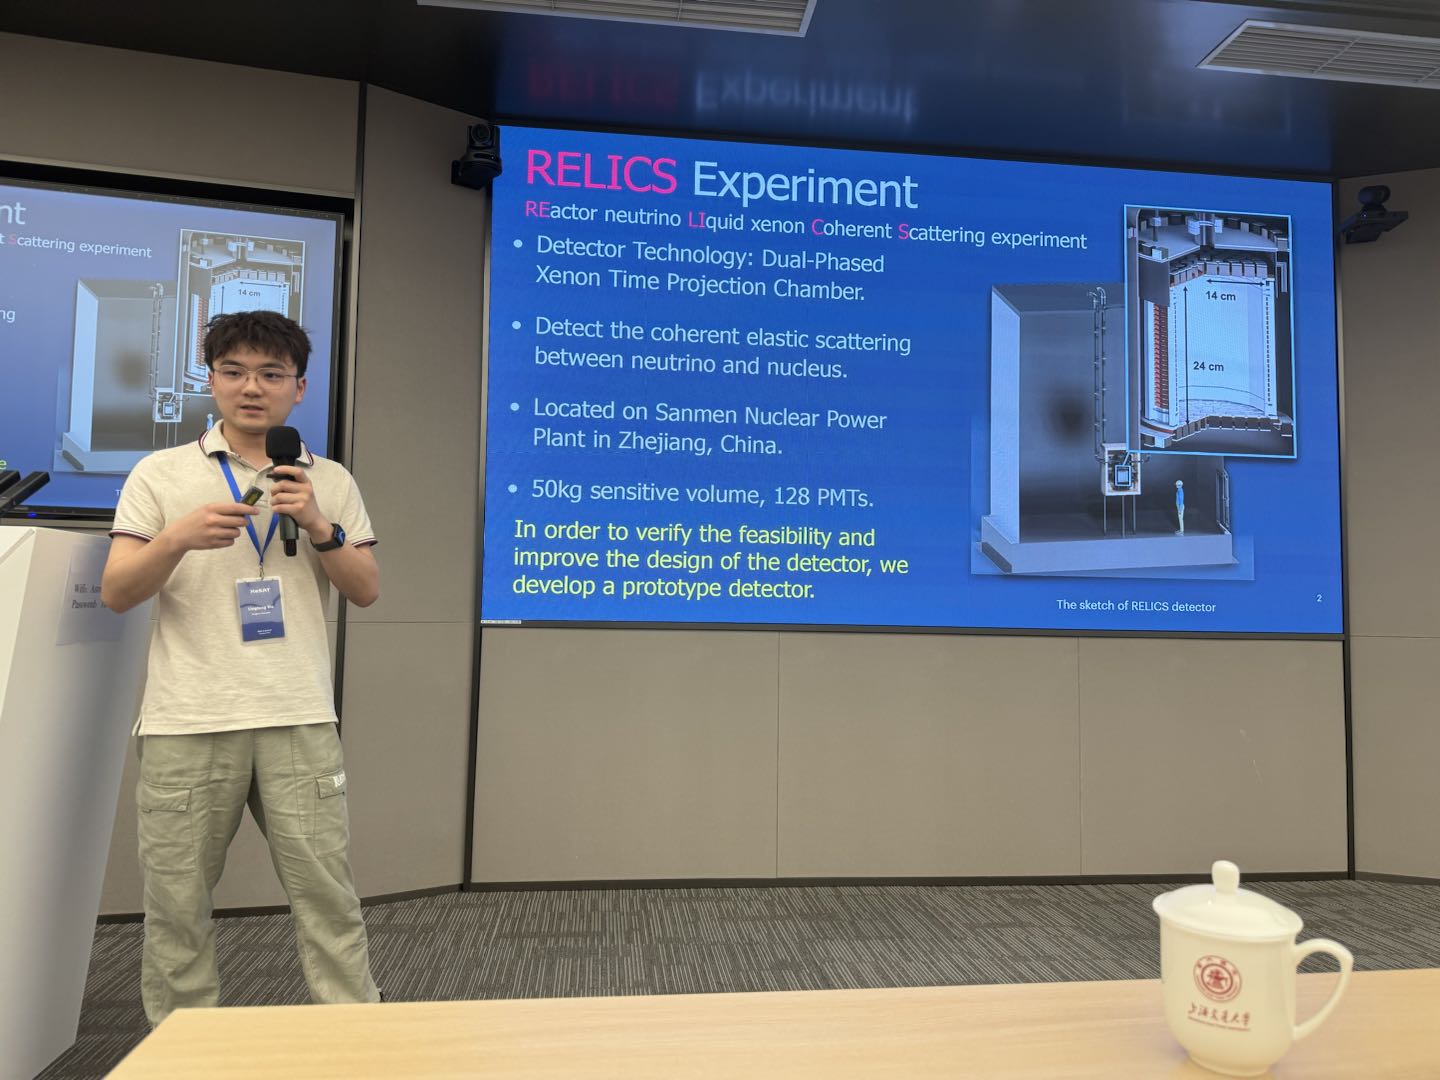 RELICS Experiment
REactor neutrino LIquid xenon Coherent Scattering experiment
• Detector Technology: Dual-Phased
Xenon Time Projection Chamber.
• Detect the coherent elastic scattering
between neutrino and nucleus.
• Located on Sanmen Nuclear Power
Plant in Zhejiang, China.
• 50kg sensitive volume, 128 PMTs.
In order to verify the feasibility and
improve the design of the detector, we
develop a prototype detector.
14 cm
24 cm
The sketch of RELICS detector
2
nt
t Scattering experiment
ng
14 cm
e
XeSAT
上海交通大学